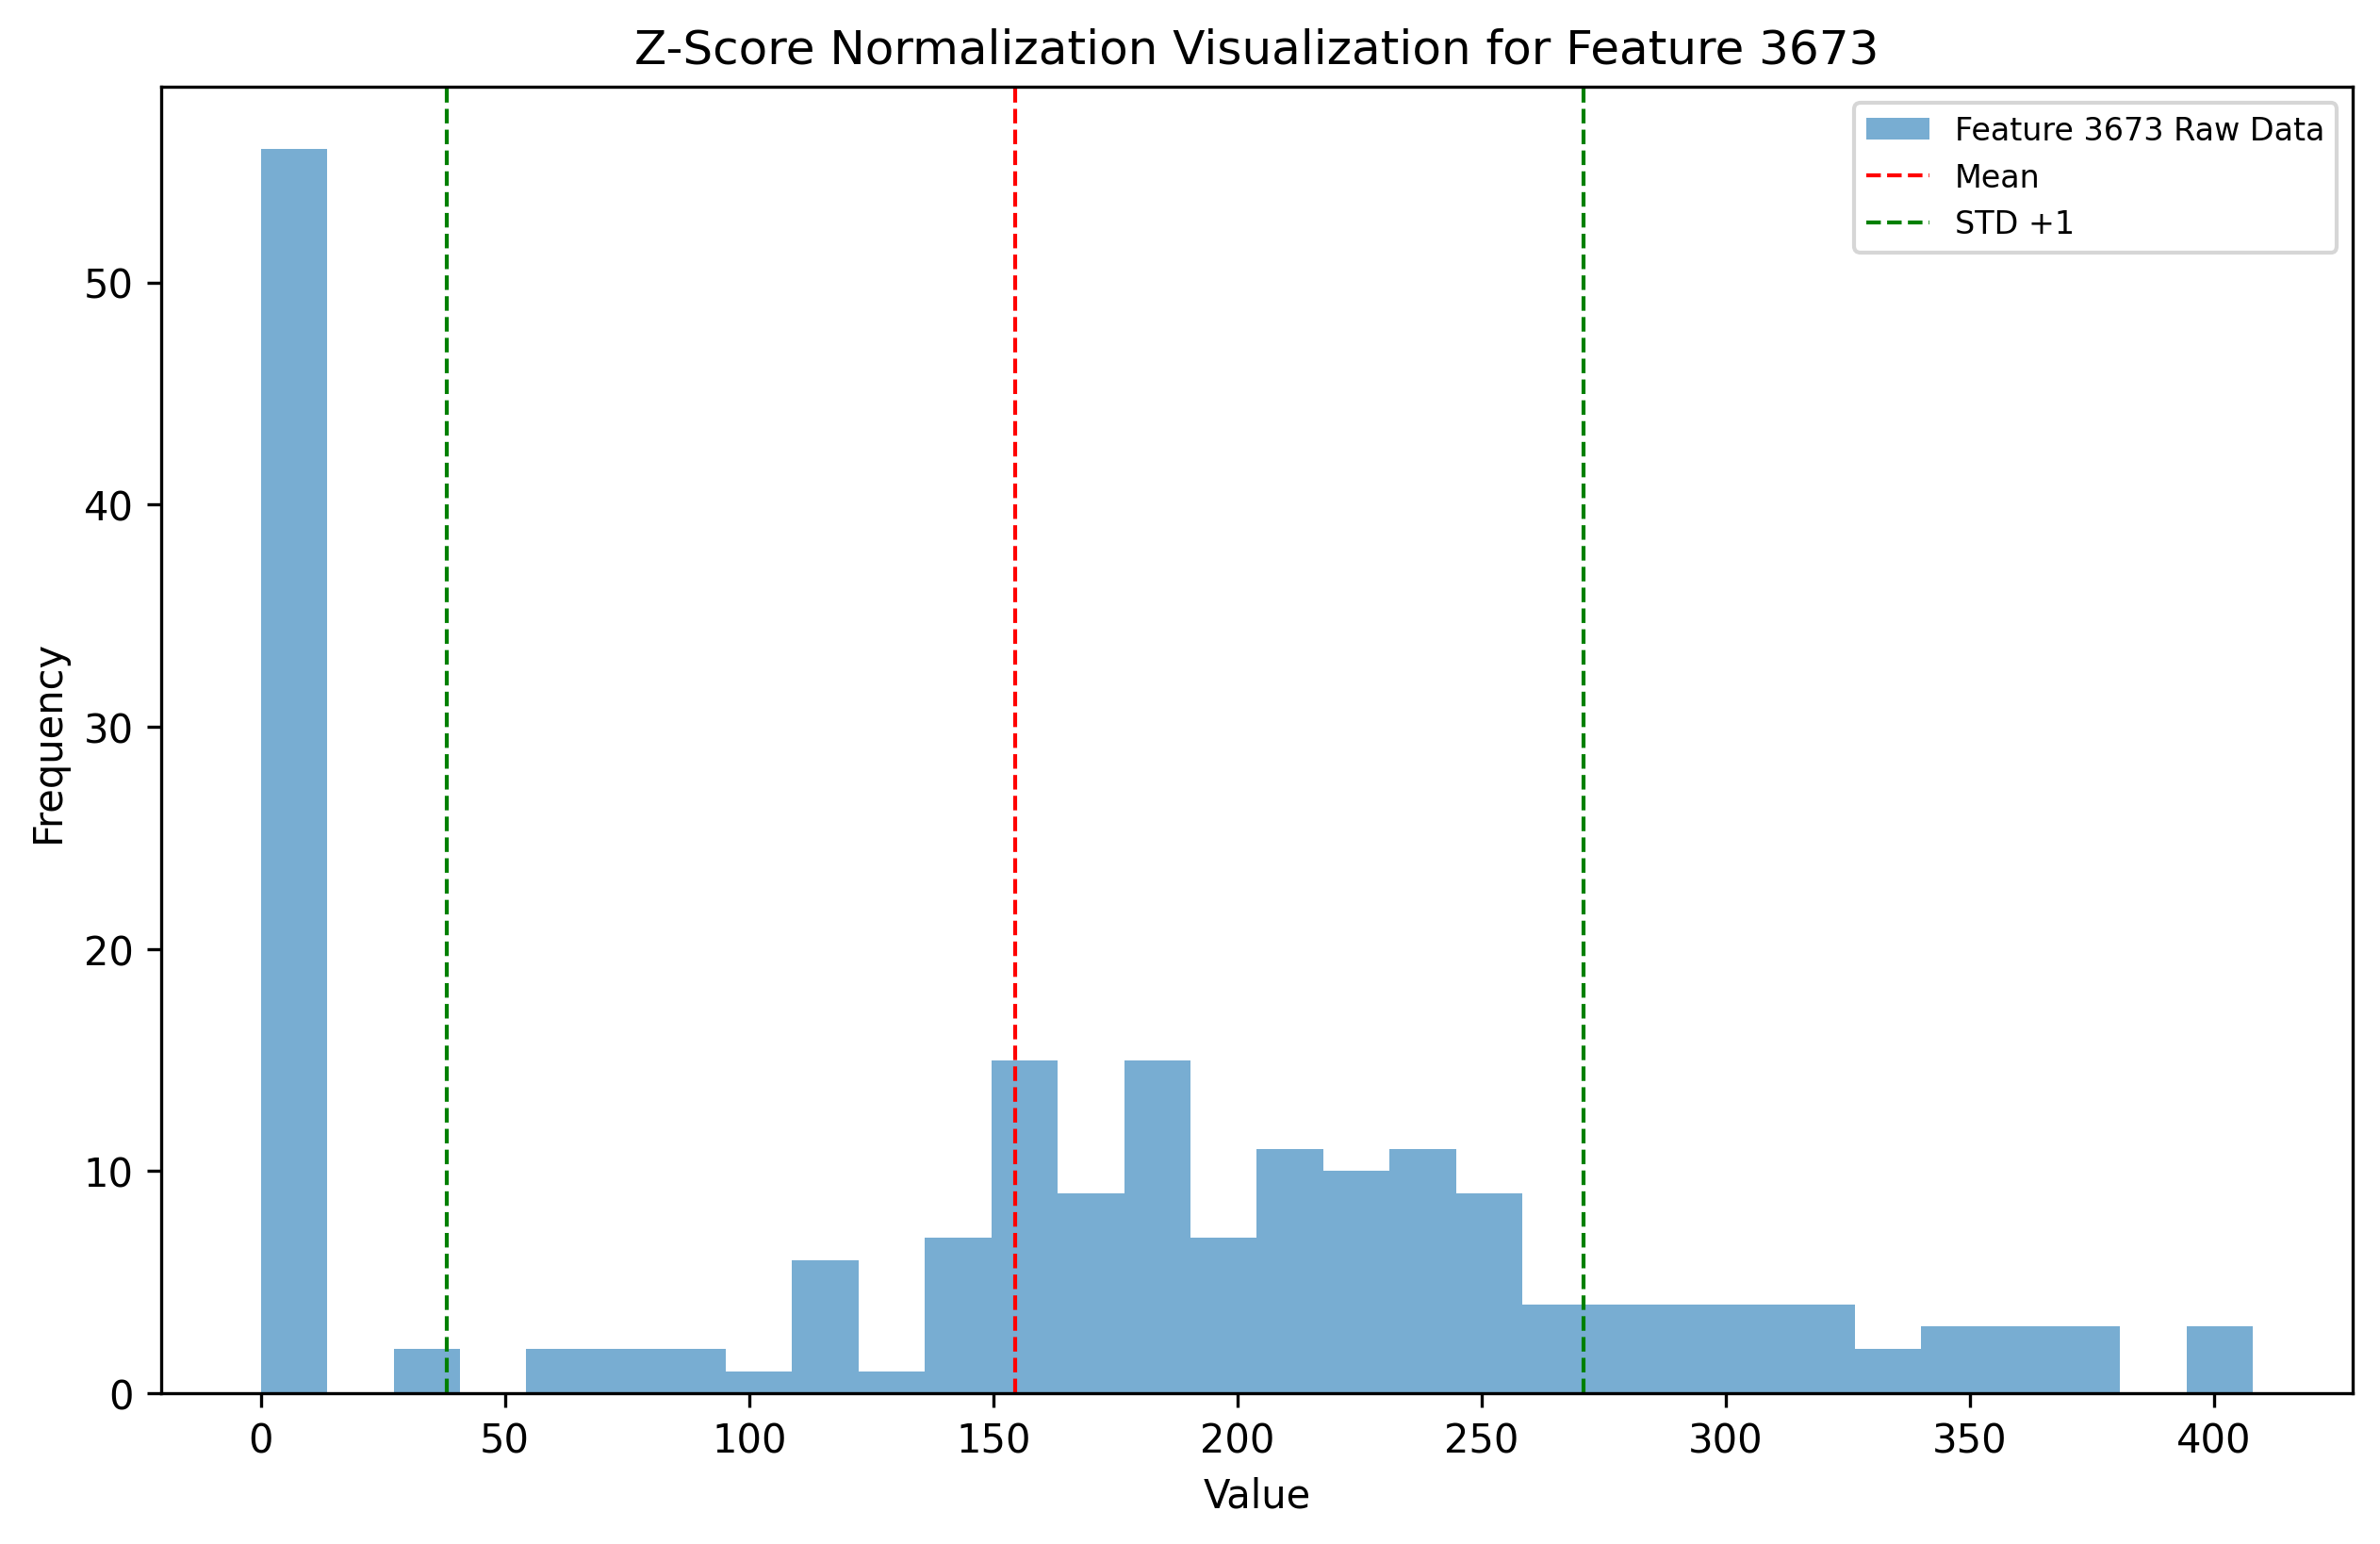 Z-Score Normalization Visualization for Feature 3673
Feature 3673 Raw Data
Mean
STD +1
Frequency
50
40
30
20
10
0
0 50 100 150 200 250 300 350 400
Value